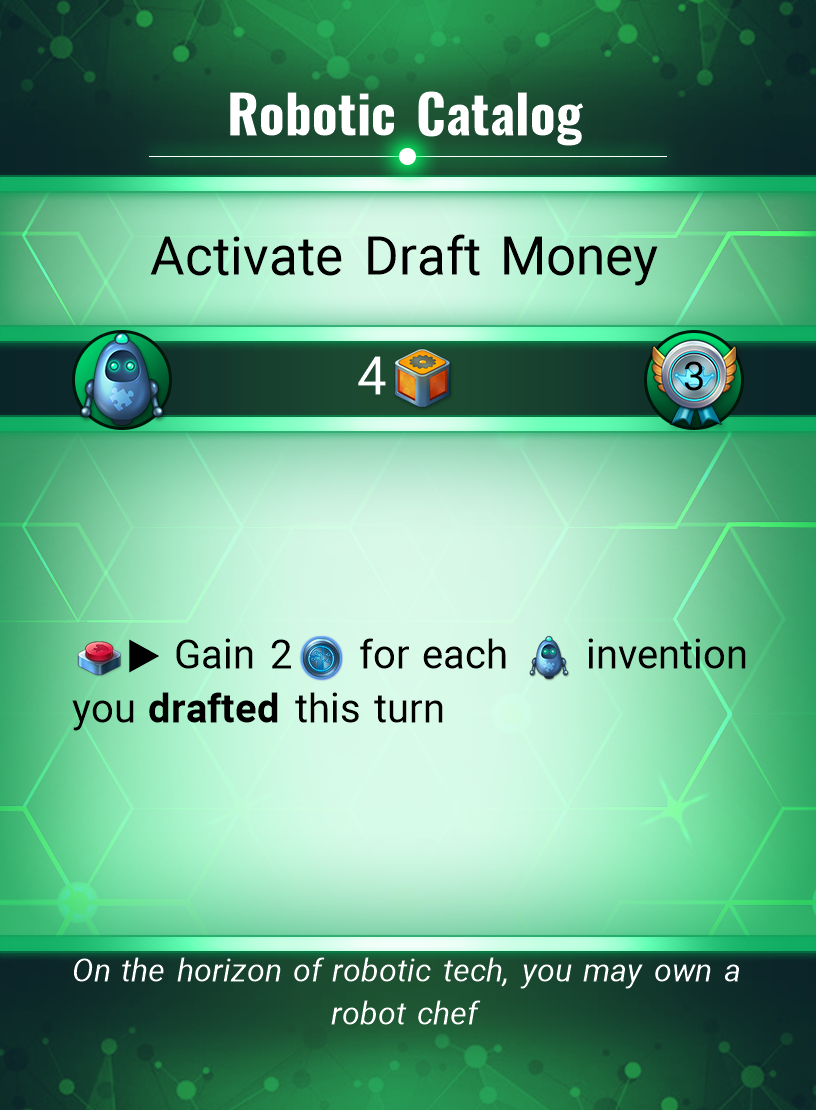 Robotic Catalog
Activate Draft Money
4
3
▶ Gain 2 for each invention
you drafted this turn
On the horizon of robotic tech, you may own a
robot chef